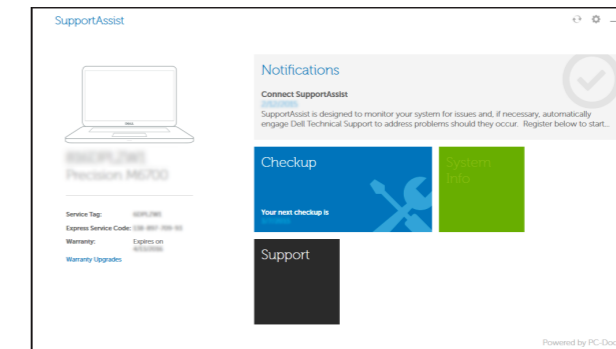 SupportAssist
DELL
Precision M6700
Service Tag:
Express Service Code:
Warranty: Expires on
Warranty Upgrades
Notifications
Connect SupportAssist
SupportAssist is designed to monitor your system for issues and, if necessary, automatically
engage Dell Technical Support to address problems should they occur. Register below to start...
Checkup
Your next checkup is
System
Info
Support
Powered by PC-Doc